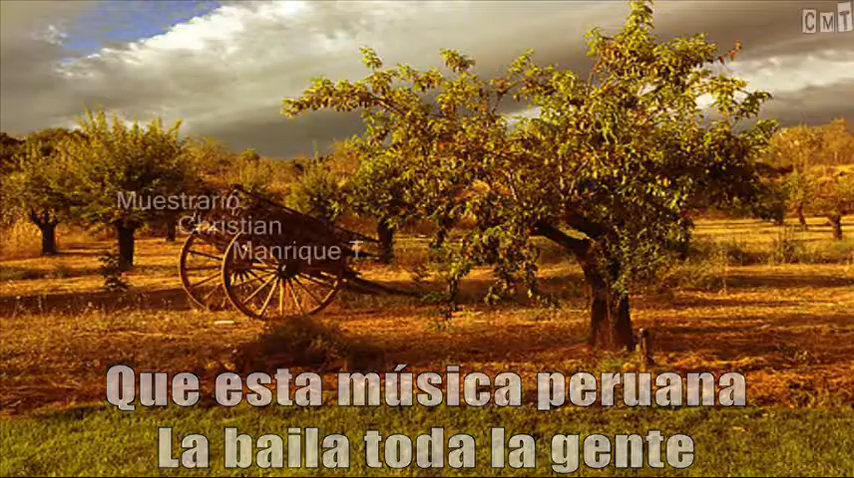 CMT
Muestrario
Christian
Manrique T.
Que esta música peruana
La baila toda la gente